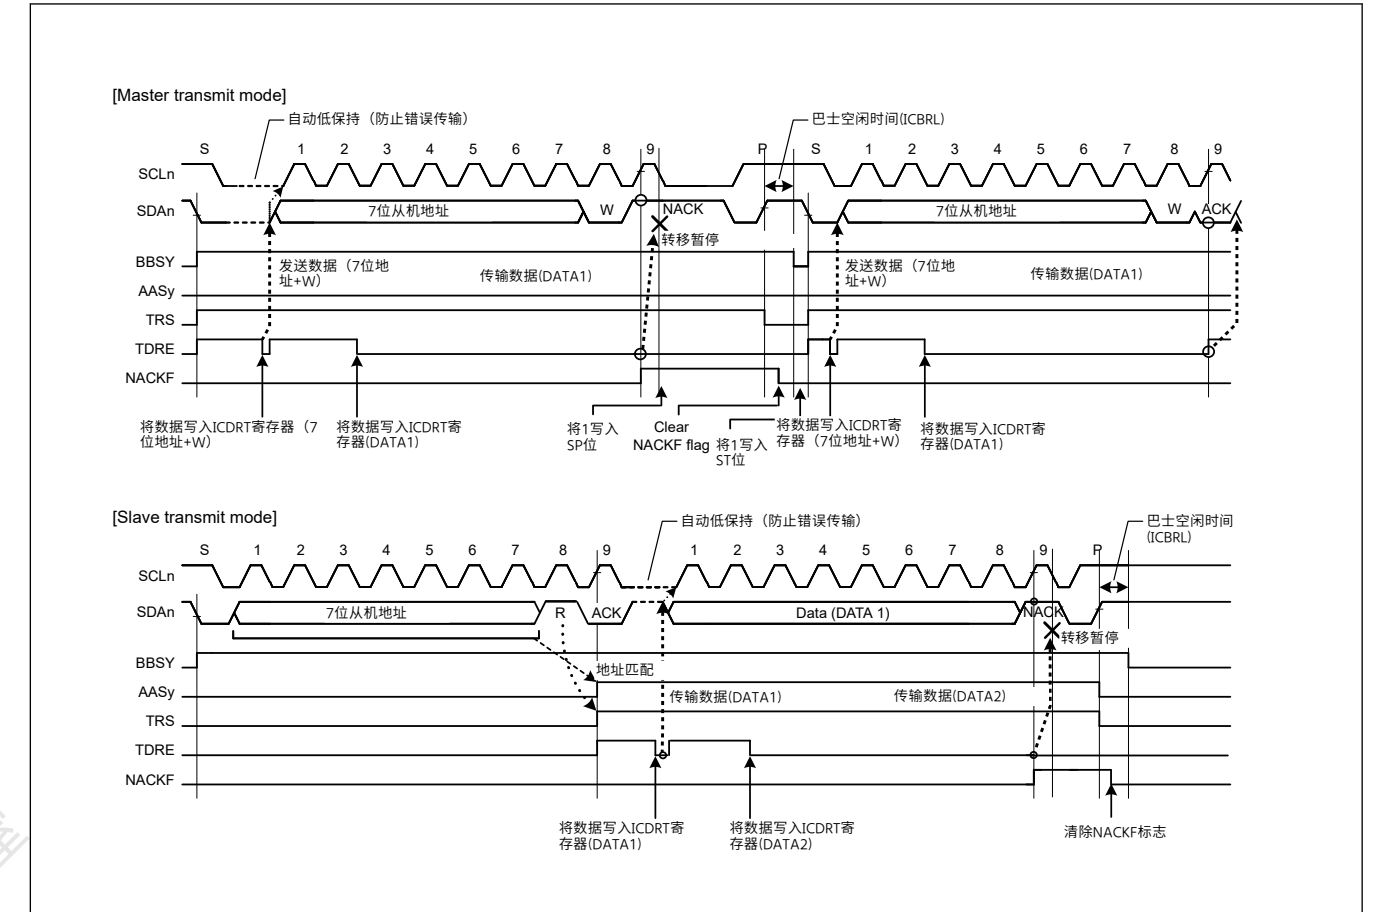 [Master transmit mode]
自动低保持（防止错误传输）
巴士空闲时间(ICBRL)
S 1 2 3 4 5 6 7 8 9 P S 1 2 3 4 5 6 7 8 9
SCLn
SDAn 7位从机地址 W NACK 7位从机地址 W ACK
转移暂停
BBSY
发送数据（7位地
址+W）
传输数据(DATA1)
发送数据（7位地
址+W）
传输数据(DATA1)
AASy
TRS
TDRE
NACKF
将数据写入ICDRT寄存器（7
位地址+W）
将数据写入ICDRT寄
存器(DATA1)
将1写入
SP位
Clear
NACKF flag
将1写入
ST位
将数据写入ICDRT寄
存器（7位地址+W）
将数据写入ICDRT寄
存器(DATA1)
[Slave transmit mode]
自动低保持（防止错误传输）
巴士空闲时间
(ICBRL)
S 1 2 3 4 5 6 7 8 9 1 2 3 4 5 6 7 8 9 P
SCLn
SDAn 7位从机地址 R ACK Data (DATA 1) NACK
转移暂停
BBSY
地址匹配
AASy
传输数据(DATA1) 传输数据(DATA2)
TRS
TDRE
NACKF
将数据写入ICDRT寄
存器(DATA1)
将数据写入ICDRT寄
存器(DATA2)
清除NACKF标志